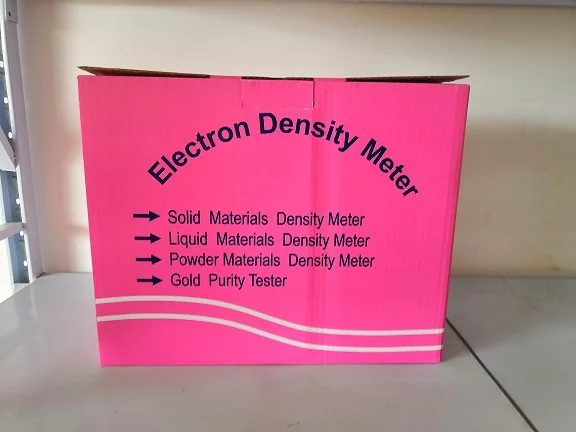 Electron Density Meter
Solid Materials Density Meter
Liquid Materials Density Meter
Powder Materials Density Meter
Gold Purity Tester